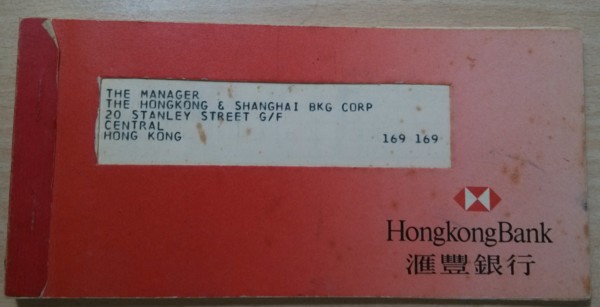 THE MANAGER
THE HONGKONG & SHANGHAI BKG CORP
20 STANLEY STREET G/F
CENTRAL
HONG KONG 169 169
HongkongBank
滙豐銀行